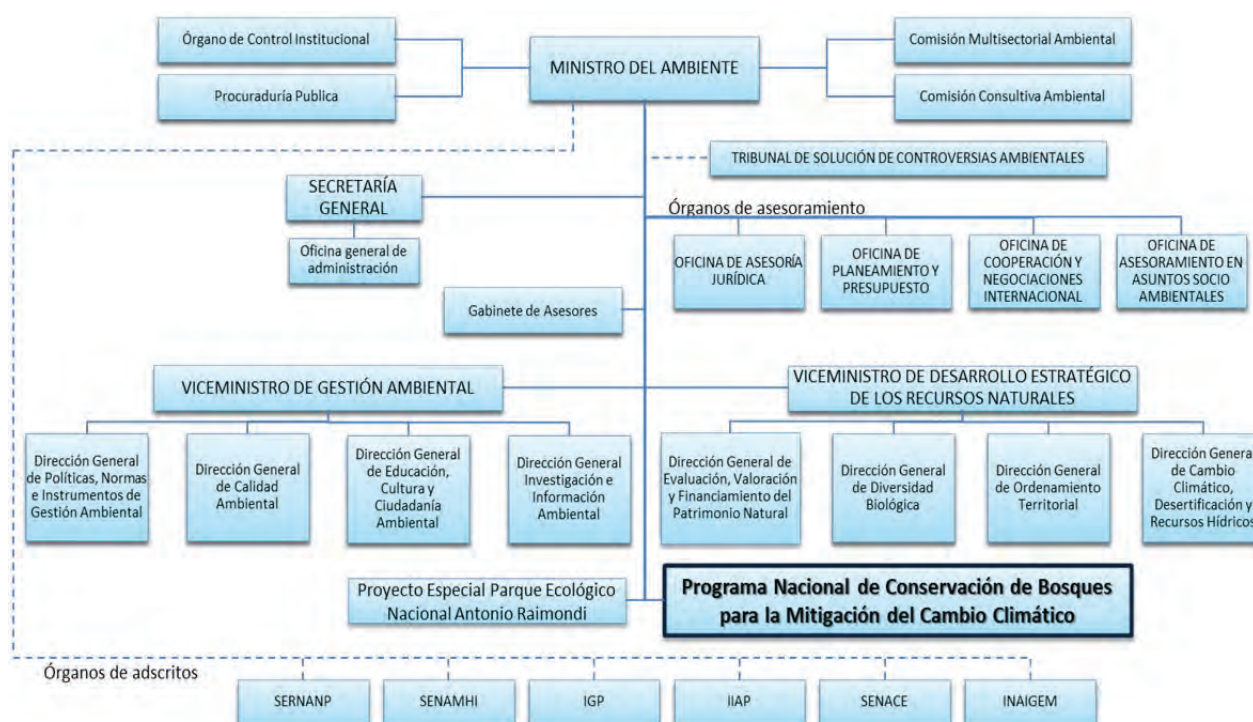 Órgano de Control Institucional
Procuraduría Publica
MINISTRO DEL AMBIENTE
Comisión Multisectorial Ambiental
Comisión Consultiva Ambiental
TRIBUNAL DE SOLUCIÓN DE CONTROVERSIAS AMBIENTALES
SECRETARÍA
GENERAL
Oficina general de
administración
Órganos de asesoramiento
OFICINA DE ASESORÍA
JURÍDICA
OFICINA DE
PLANEAMIENTO Y
PRESUPUESTO
OFICINA DE
COOPERACIÓN Y
NEGOCIACIONES
INTERNACIONAL
OFICINA DE
ASESORAMIENTO EN
ASUNTOS SOCIO
AMBIENTALES
Gabinete de Asesores
VICEMINISTRO DE GESTIÓN AMBIENTAL
VICEMINISTRO DE DESARROLLO ESTRATÉGICO
DE LOS RECURSOS NATURALES
Dirección General
de Políticas, Normas
e Instrumentos de
Gestión Ambiental
Dirección General
de Calidad
Ambiental
Dirección General
de Educación,
Cultura y
Ciudadanía
Ambiental
Dirección General
Investigación e
Información
Ambiental
Dirección General de
Evaluación, Valoración
y Financiamiento del
Patrimonio Natural
Dirección General
de Diversidad
Biológica
Dirección General
de Ordenamiento
Territorial
Dirección General
de Cambio
Climático,
Desertificación y
Recursos Hídricos
Proyecto Especial Parque Ecológico
Nacional Antonio Raimondi
Programa Nacional de Conservación de Bosques
para la Mitigación del Cambio Climático
Órganos de adscritos
SERNANP
SENAMHI
IGP
IIAP
SENACE
INAIGEM